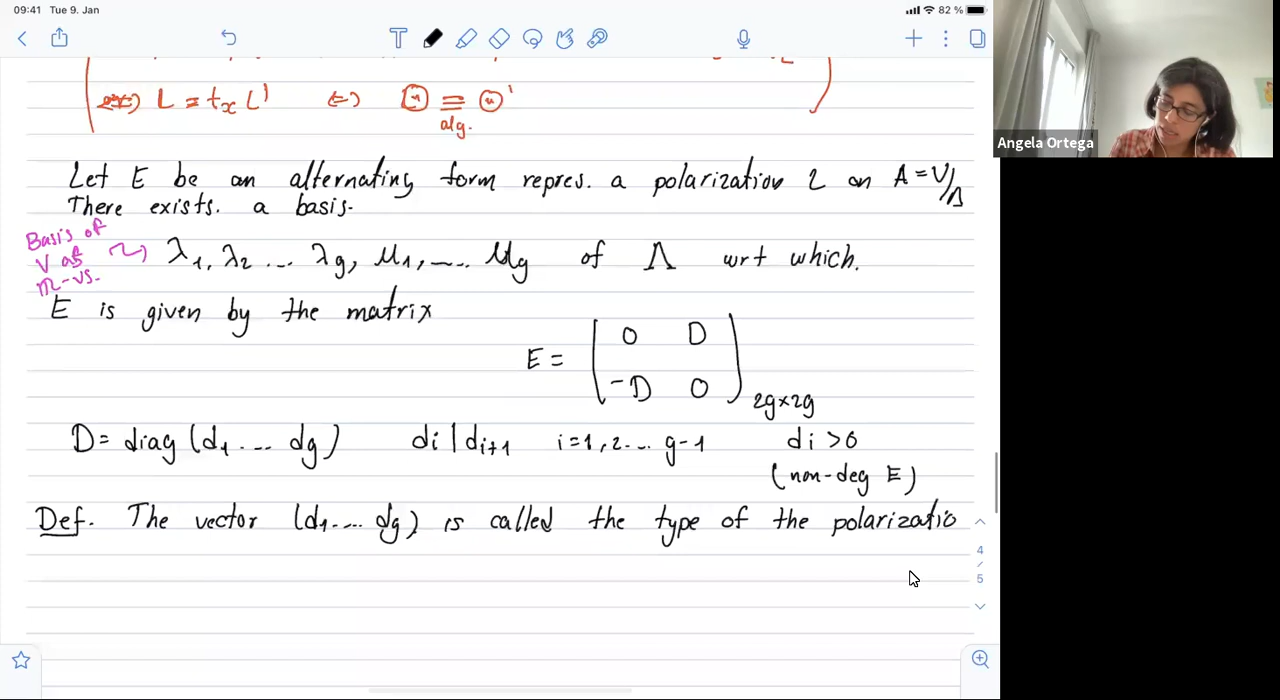 09:41 Tue 9. Jan
82 %
Angela Ortega
⟺ L = t_x L' ⟺ Θ ≡ Θ'
alg.
Let E be an alternating form repres. a polarization L on A = V/Λ
There exists. a basis.
Basis of
V as
R-vs.
λ1, λ2 ... λg, μ1, .... μg of Λ wrt which.
E is given by the matrix
E = ( 0 D
-D 0 ) 2g×2g
D = diag (d1 .... dg) di | di+1 i=1, 2... g-1 di > 0
(non-deg E)
Def. The vector (d1.... dg) is called the type of the polarizatio
4
/
5